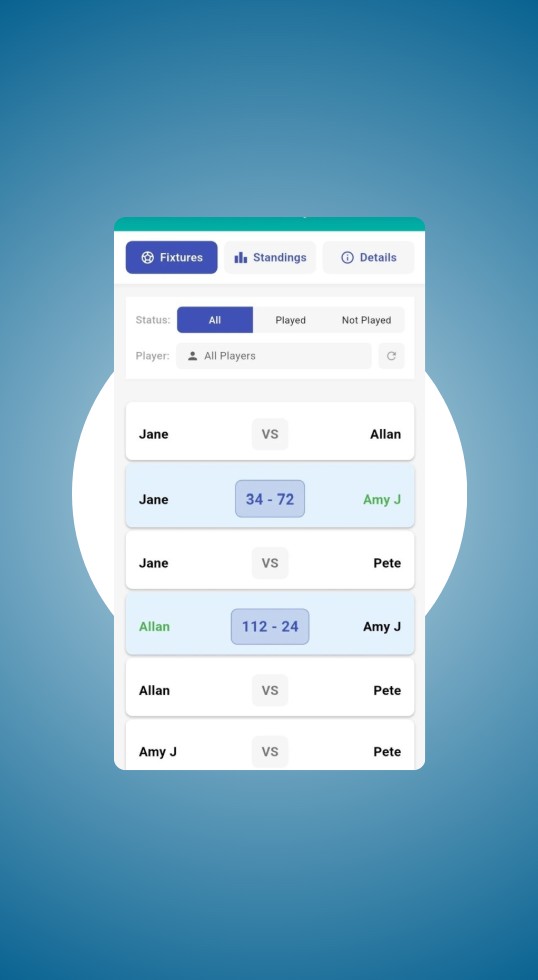 Fixtures Standings Details
Status: All Played Not Played
Player: All Players
Jane VS Allan
Jane 34 - 72 Amy J
Jane VS Pete
Allan 112 - 24 Amy J
Allan VS Pete
Amy J VS Pete